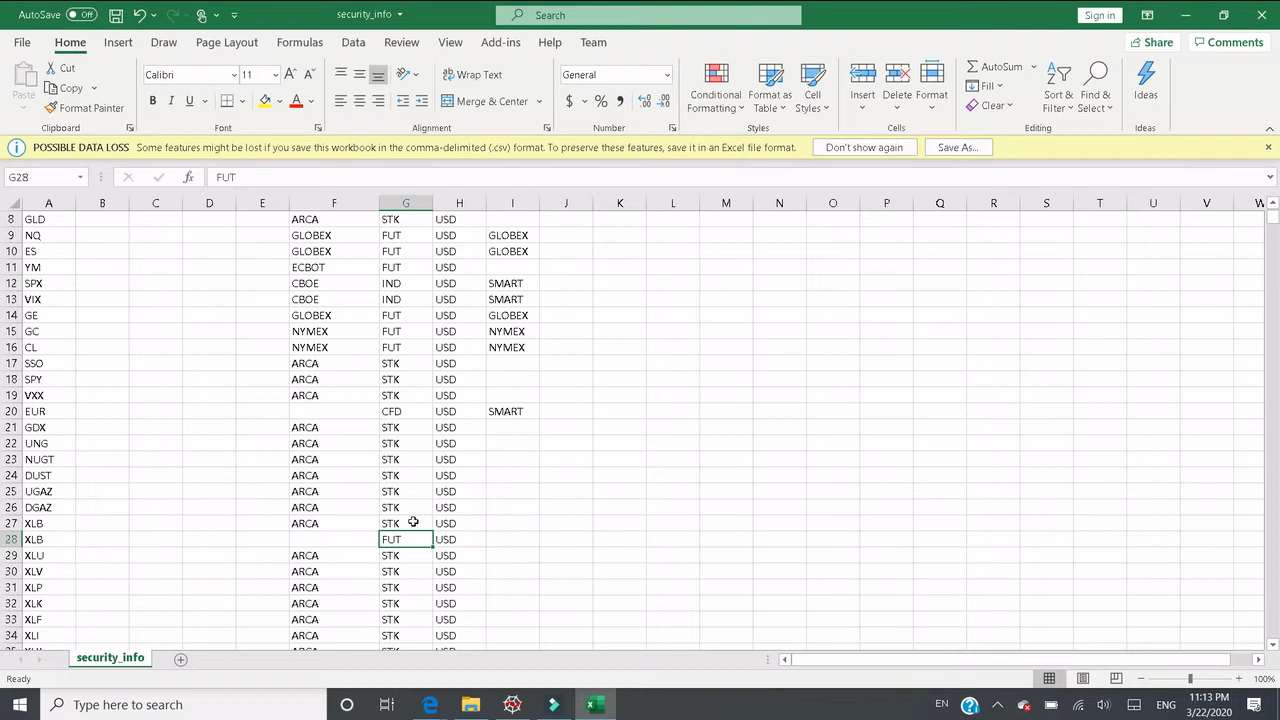 AutoSave Off security_info Search Sign in
File Home Insert Draw Page Layout Formulas Data Review View Add-ins Help Team Share Comments
Paste Cut Copy Format Painter Clipboard
Calibri 11 A A B I U A Font
Wrap Text Merge & Center Alignment
General $ % , Number
Conditional Formatting Format as Table Cell Styles Styles
Insert Delete Format Cells
AutoSum Fill Clear Sort & Filter Find & Select Editing
Ideas Ideas
POSSIBLE DATA LOSS Some features might be lost if you save this workbook in the comma-delimited (.csv) format. To preserve these features, save it in an Excel file format. Don't show again Save As...
G28 fx FUT
A B C D E F G H I J K L M N O P Q R S T U V W
8 GLD ARCA STK USD
9 NQ GLOBEX FUT USD GLOBEX
10 ES GLOBEX FUT USD GLOBEX
11 YM ECBOT FUT USD
12 SPX CBOE IND USD SMART
13 VIX CBOE IND USD SMART
14 GE GLOBEX FUT USD GLOBEX
15 GC NYMEX FUT USD NYMEX
16 CL NYMEX FUT USD NYMEX
17 SSO ARCA STK USD
18 SPY ARCA STK USD
19 VXX ARCA STK USD
20 EUR CFD USD SMART
21 GDX ARCA STK USD
22 UNG ARCA STK USD
23 NUGT ARCA STK USD
24 DUST ARCA STK USD
25 UGAZ ARCA STK USD
26 DGAZ ARCA STK USD
27 XLB ARCA STK USD
28 XLB FUT USD
29 XLU ARCA STK USD
30 XLV ARCA STK USD
31 XLP ARCA STK USD
32 XLK ARCA STK USD
33 XLF ARCA STK USD
34 XLI ARCA STK USD
security_info
Ready 100%
Type here to search EN ENG 11:13 PM
3/22/2020